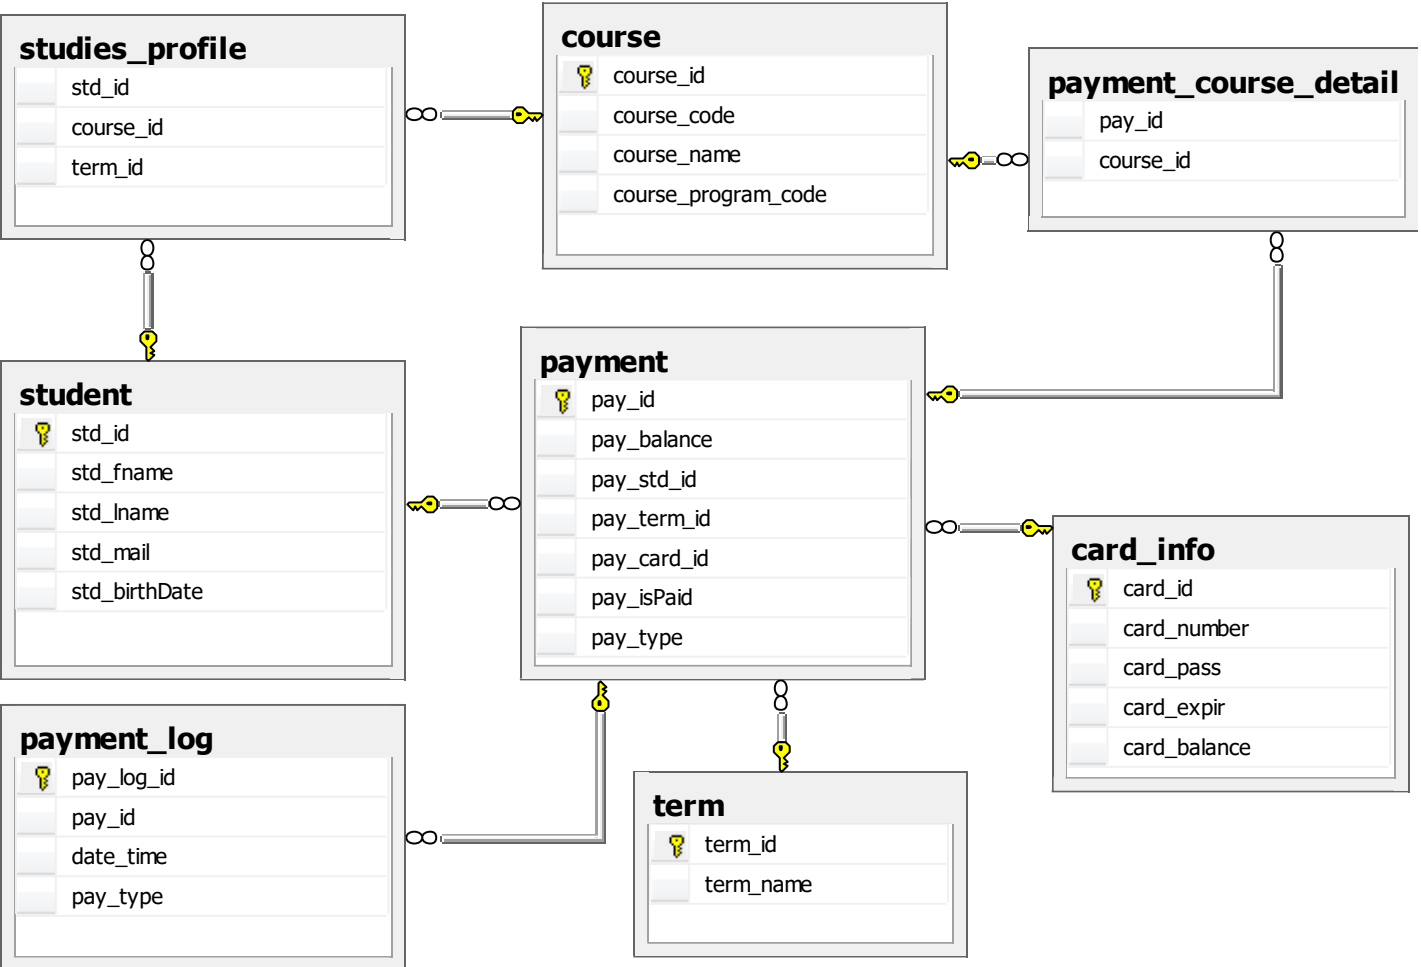 studies_profile
std_id
course_id
term_id
course
course_id
course_code
course_name
course_program_code
payment_course_detail
pay_id
course_id
student
std_id
std_fname
std_lname
std_mail
std_birthDate
payment
pay_id
pay_balance
pay_std_id
pay_term_id
pay_card_id
pay_isPaid
pay_type
card_info
card_id
card_number
card_pass
card_expir
card_balance
payment_log
pay_log_id
pay_id
date_time
pay_type
term
term_id
term_name